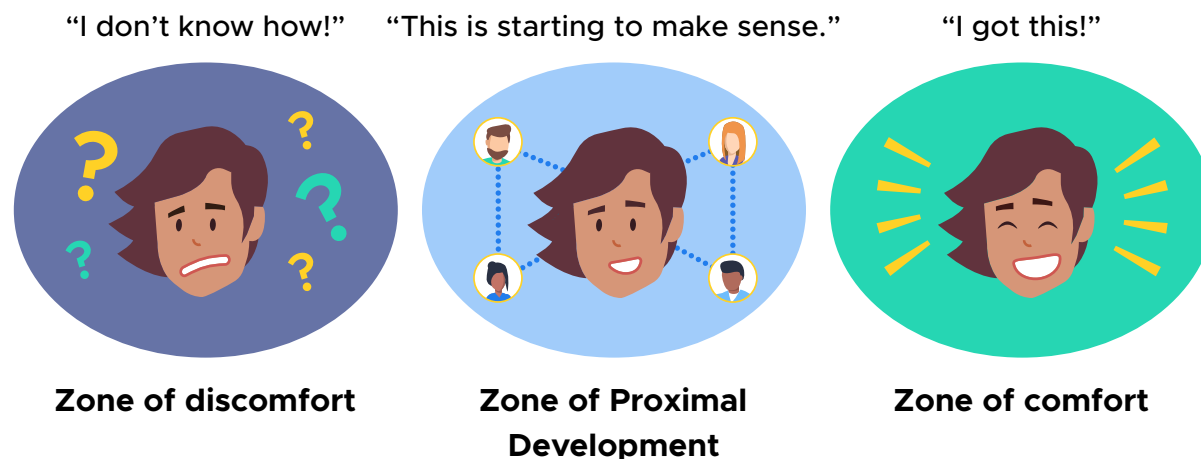 “I don’t know how!”
“This is starting to make sense.”
“I got this!”
? ? ? ? ?
Zone of discomfort
Zone of Proximal
Development
Zone of comfort